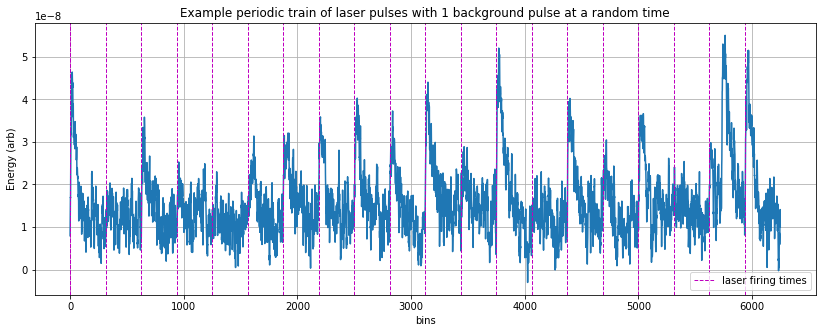 Example periodic train of laser pulses with 1 background pulse at a random time
1e−8
5
4
3
2
1
0
Energy (arb)
laser firing times
0 1000 2000 3000 4000 5000 6000
bins